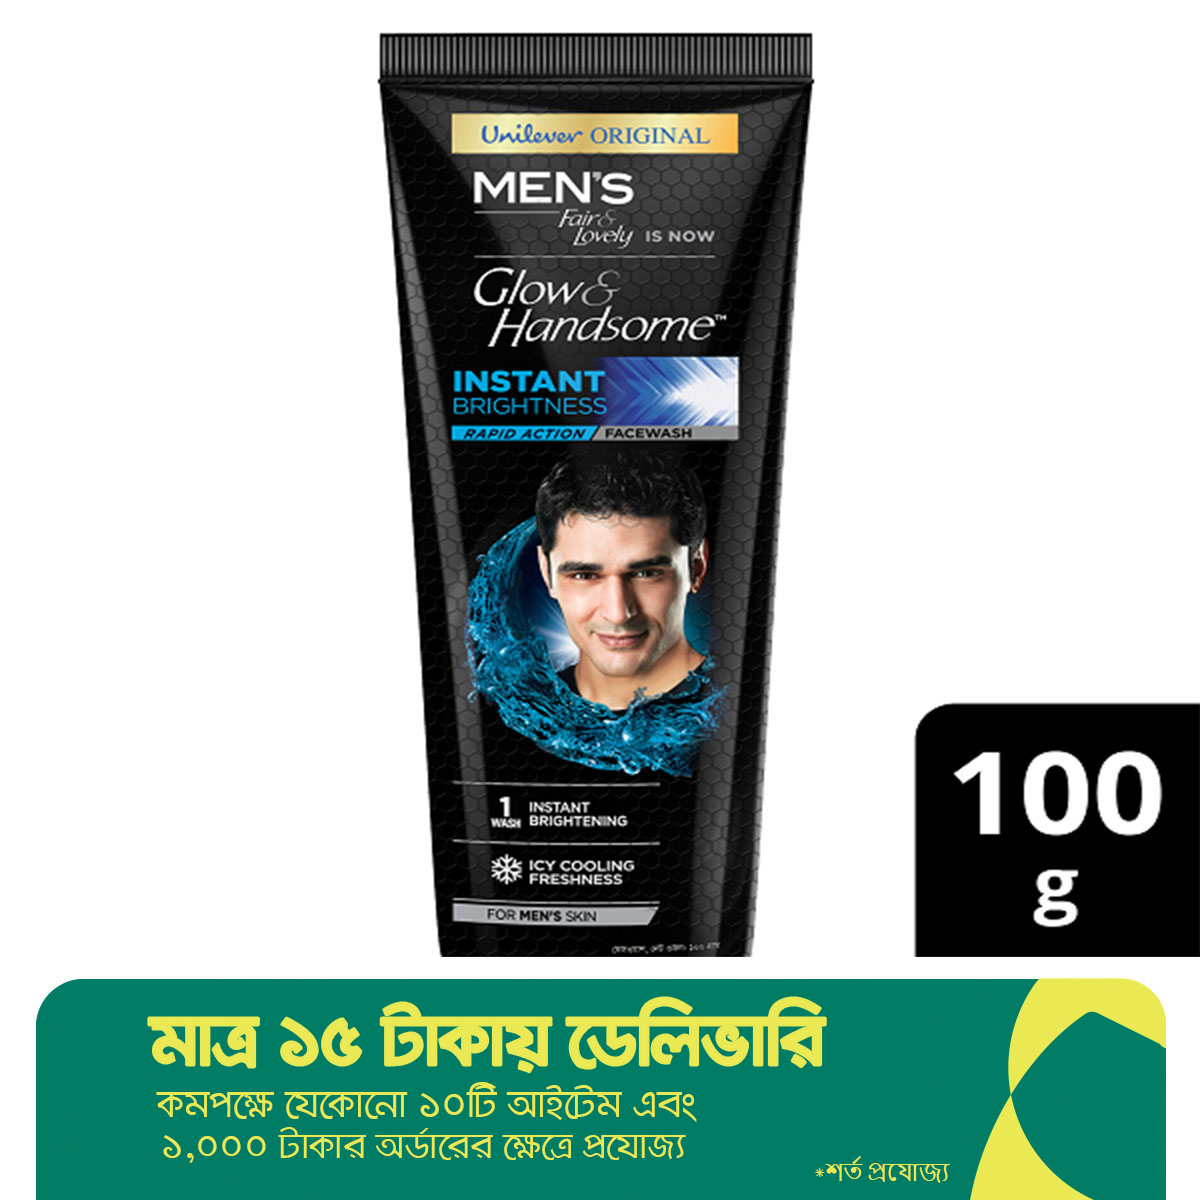 Unilever ORIGINAL
MEN'S
Fair &
Lovely IS NOW
Glow &
Handsome™
INSTANT
BRIGHTNESS
RAPID ACTION / FACEWASH
1 WASH INSTANT BRIGHTENING
ICY COOLING
FRESHNESS
FOR MEN'S SKIN
100
g
মাত্র ১৫ টাকায় ডেলিভারি
কমপক্ষে যেকোনো ১০টি আইটেম এবং
১,০০০ টাকার অর্ডারের ক্ষেত্রে প্রযোজ্য
*শর্ত প্রযোজ্য